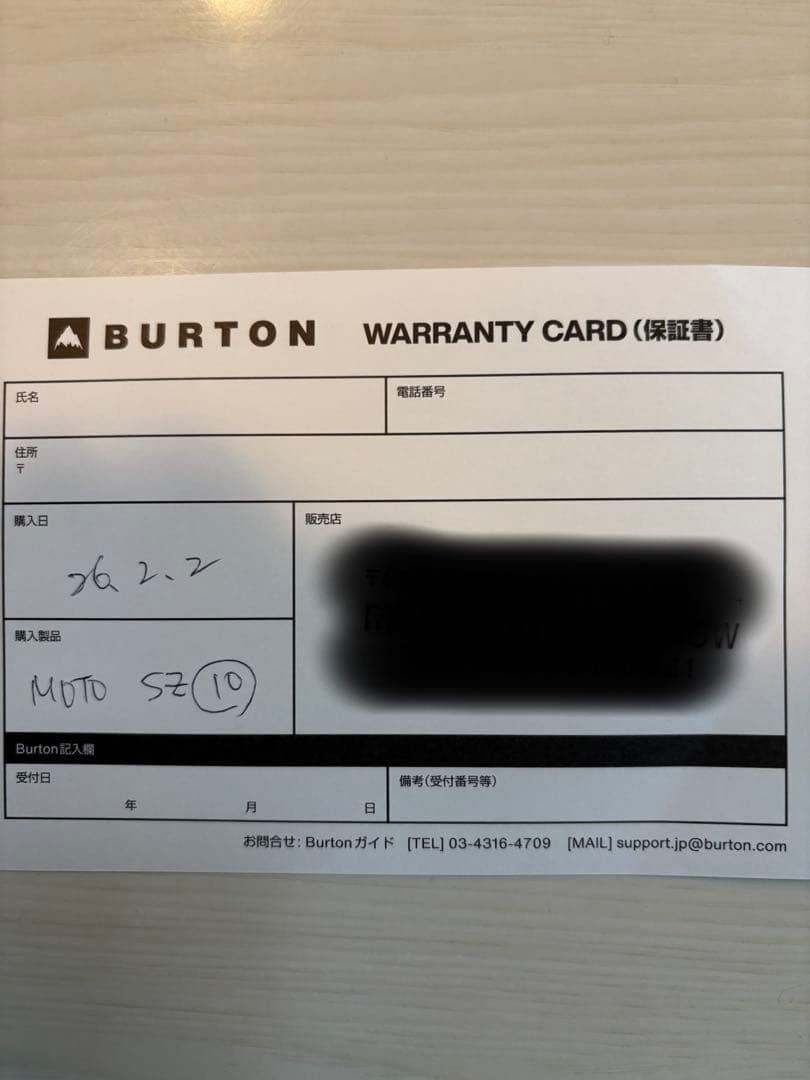 BURTON WARRANTY CARD(保証書)
氏名
電話番号
住所
〒
購入日
26. 2. 2
販売店
購入製品
MOTO SZ 10
Burton記入欄
受付日
年 月 日
備考(受付番号等)
お問合せ: Burtonガイド [TEL] 03-4316-4709 [MAIL] support.jp@burton.com